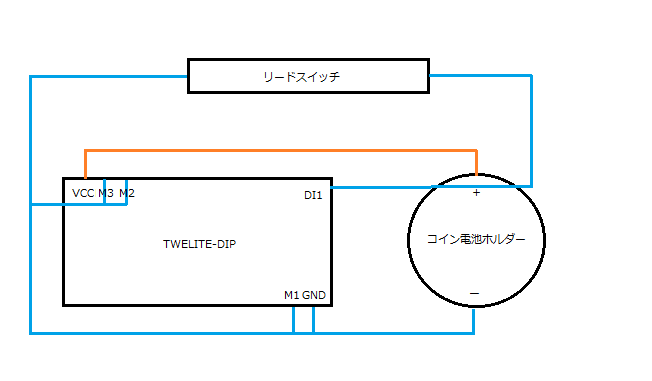 リードスイッチ
VCC M3 M2
DI1
+
TWELITE-DIP
コイン電池ホルダー
M1 GND
－